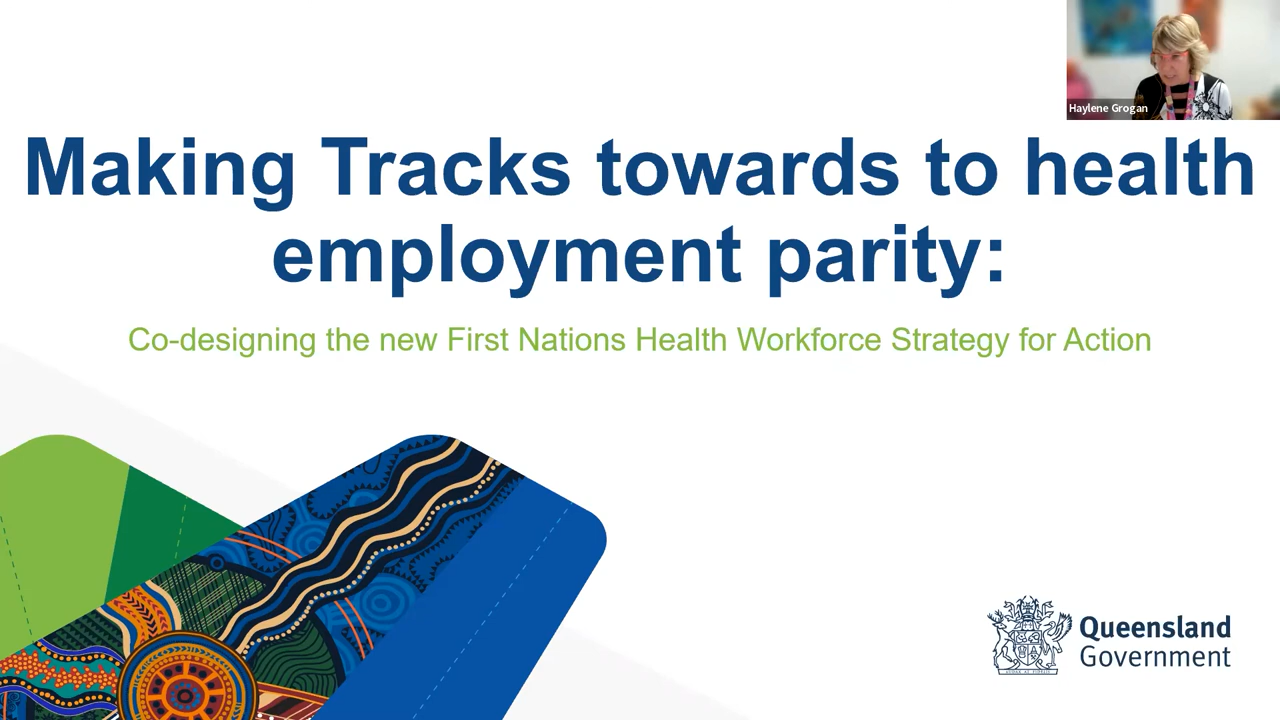 Haylene Grogan
Making Tracks towards to health
employment parity:
Co-designing the new First Nations Health Workforce Strategy for Action
Queensland
Government